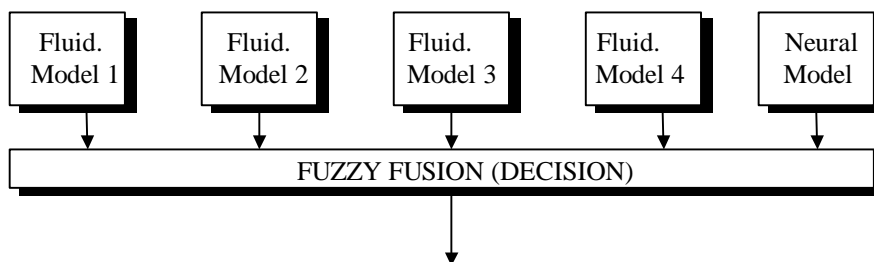 Fluid.
Model 1
Fluid.
Model 2
Fluid.
Model 3
Fluid.
Model 4
Neural
Model
FUZZY FUSION (DECISION)